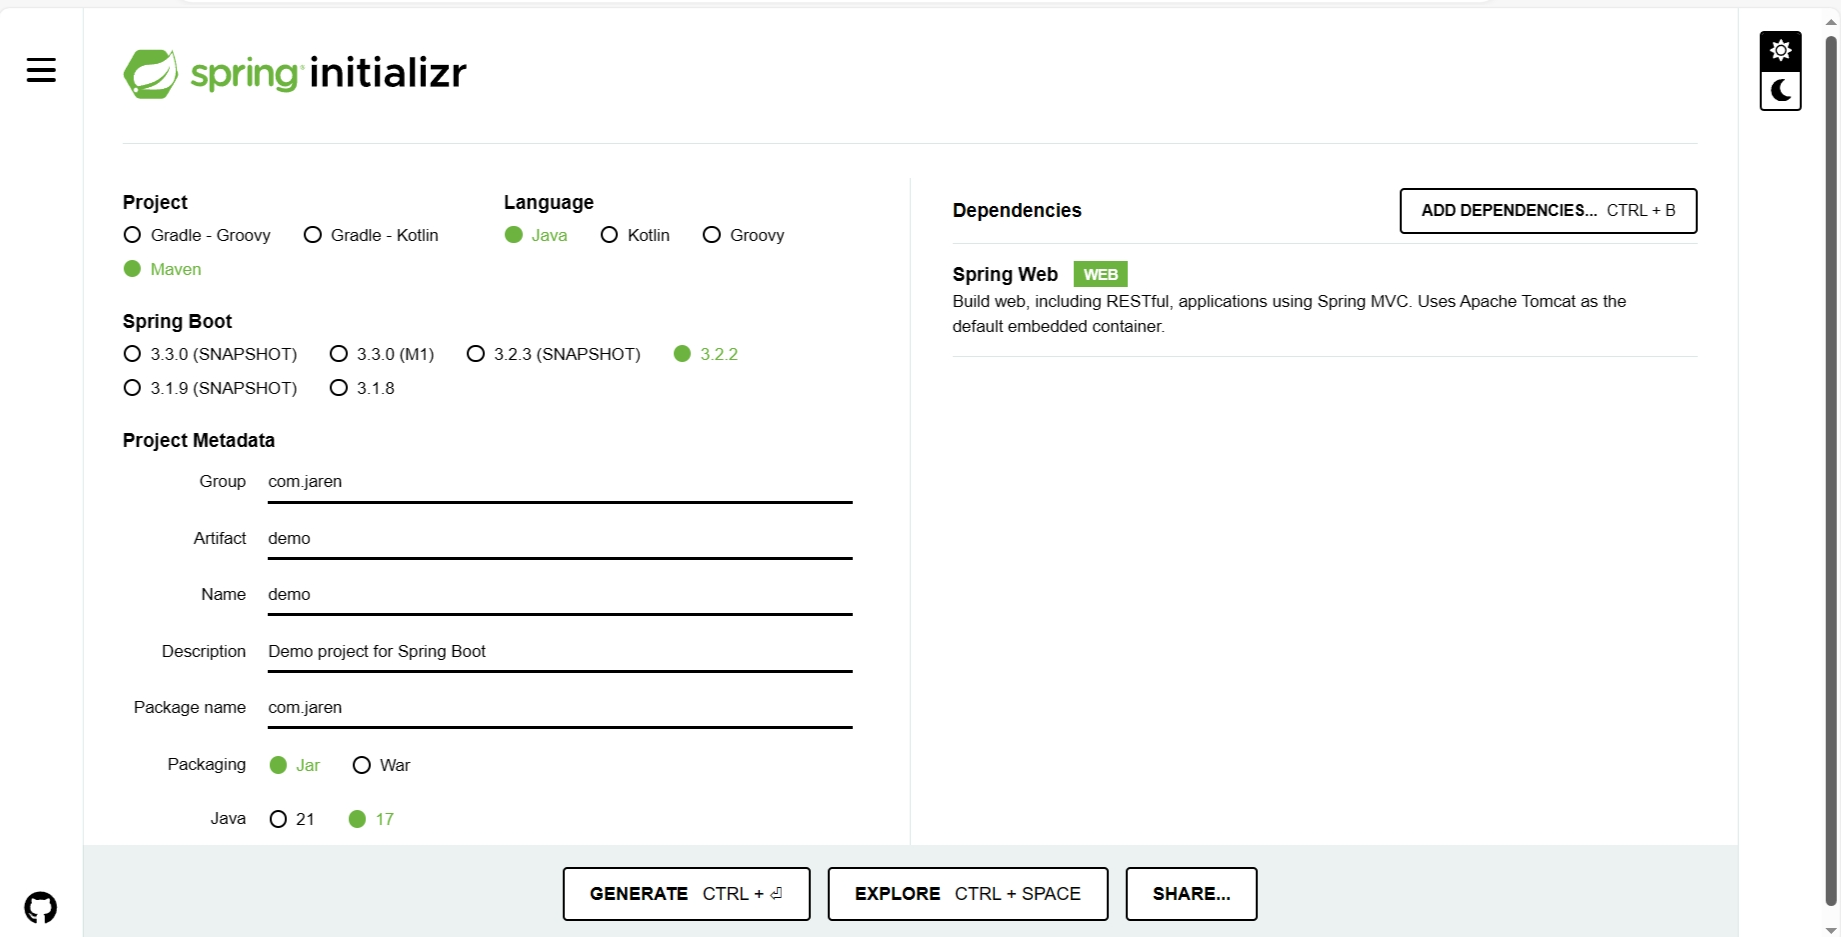 spring initializr
Project
Gradle - Groovy Gradle - Kotlin
Maven
Language
Java Kotlin Groovy
Spring Boot
3.3.0 (SNAPSHOT) 3.3.0 (M1) 3.2.3 (SNAPSHOT) 3.2.2
3.1.9 (SNAPSHOT) 3.1.8
Project Metadata
Group com.jaren
Artifact demo
Name demo
Description Demo project for Spring Boot
Package name com.jaren
Packaging Jar War
Java 21 17
Dependencies ADD DEPENDENCIES... CTRL + B
Spring Web WEB
Build web, including RESTful, applications using Spring MVC. Uses Apache Tomcat as the
default embedded container.
GENERATE CTRL + ⏎ EXPLORE CTRL + SPACE SHARE...